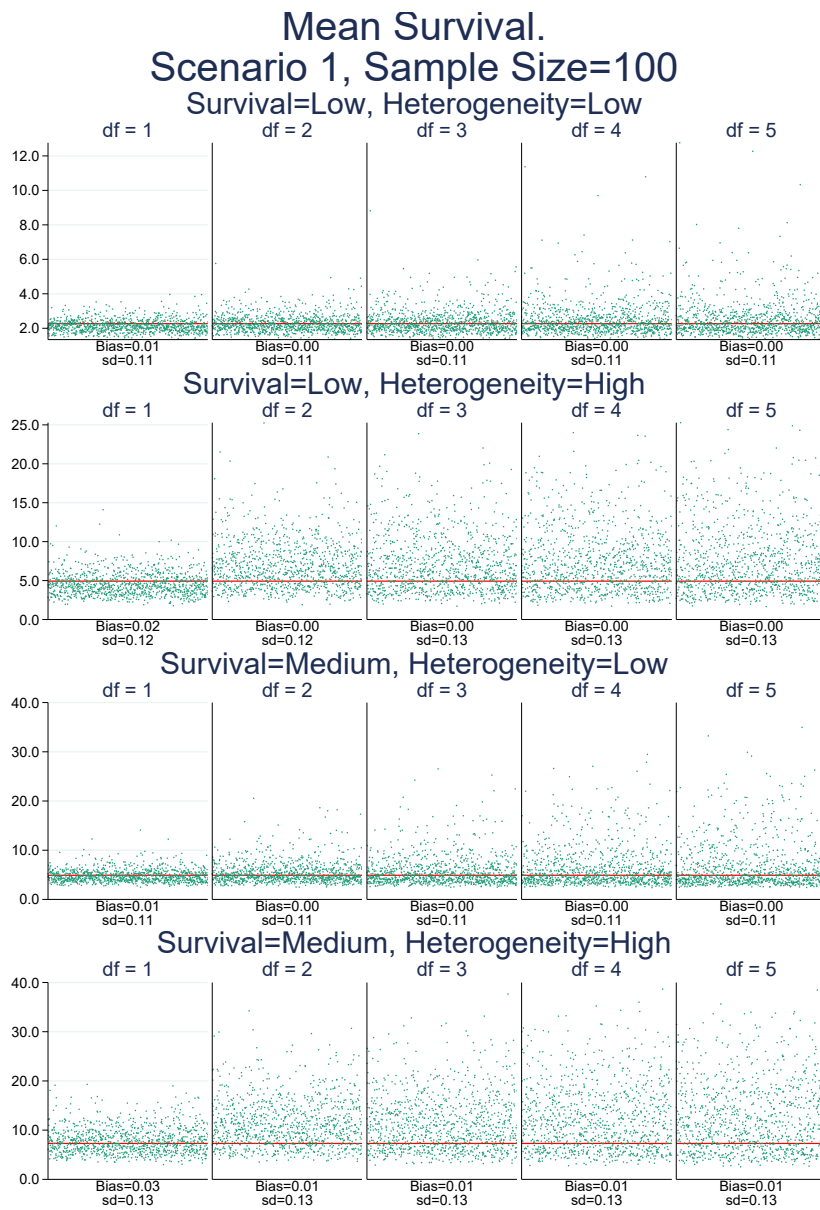 Mean Survival.
Scenario 1, Sample Size=100
Survival=Low, Heterogeneity=Low
df = 1 df = 2 df = 3 df = 4 df = 5
12.0
10.0
8.0
6.0
4.0
2.0
Bias=0.01 Bias=0.00 Bias=0.00 Bias=0.00 Bias=0.00
sd=0.11 sd=0.11 sd=0.11 sd=0.11 sd=0.11
Survival=Low, Heterogeneity=High
df = 1 df = 2 df = 3 df = 4 df = 5
25.0
20.0
15.0
10.0
5.0
0.0
Bias=0.02 Bias=0.00 Bias=0.00 Bias=0.00 Bias=0.00
sd=0.12 sd=0.12 sd=0.13 sd=0.13 sd=0.13
Survival=Medium, Heterogeneity=Low
df = 1 df = 2 df = 3 df = 4 df = 5
40.0
30.0
20.0
10.0
0.0
Bias=0.01 Bias=0.00 Bias=0.00 Bias=0.00 Bias=0.00
sd=0.11 sd=0.11 sd=0.11 sd=0.11 sd=0.11
Survival=Medium, Heterogeneity=High
df = 1 df = 2 df = 3 df = 4 df = 5
40.0
30.0
20.0
10.0
0.0
Bias=0.03 Bias=0.01 Bias=0.01 Bias=0.01 Bias=0.01
sd=0.13 sd=0.13 sd=0.13 sd=0.13 sd=0.13